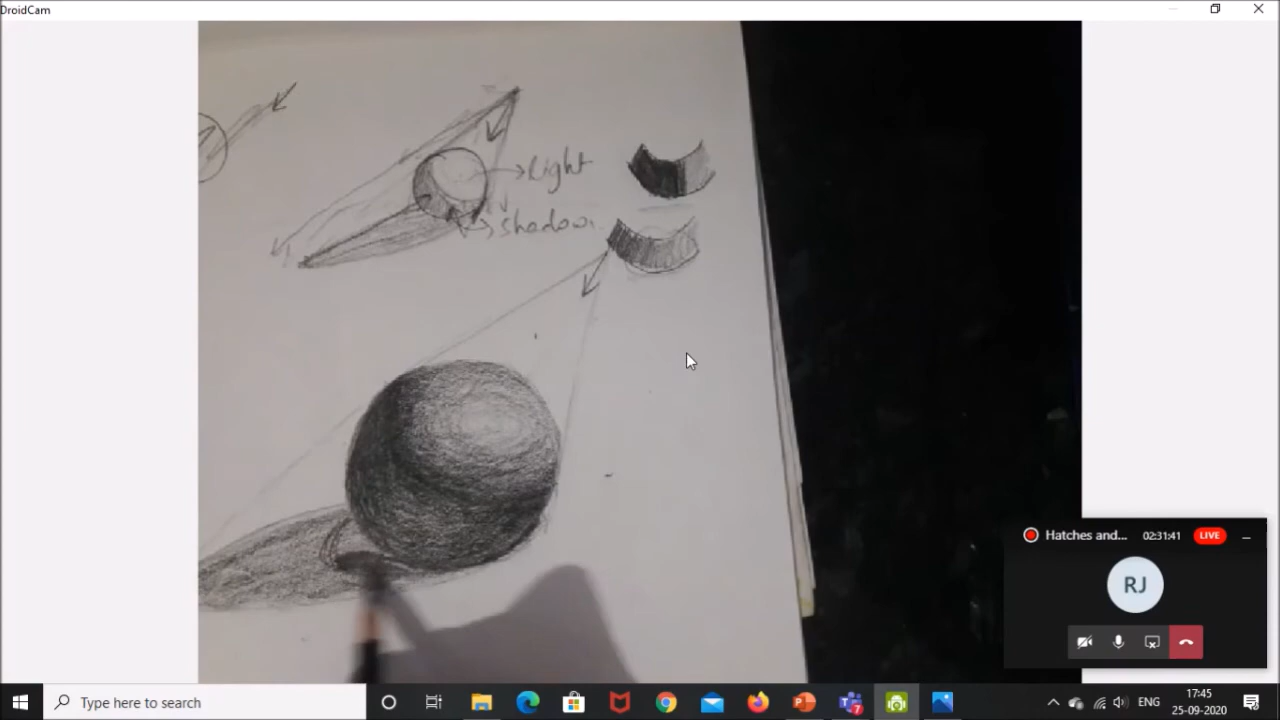 DroidCam
Light
Shadow
Hatches and... 02:31:41 LIVE
RJ
Type here to search
7
ENG
17:45
25-09-2020